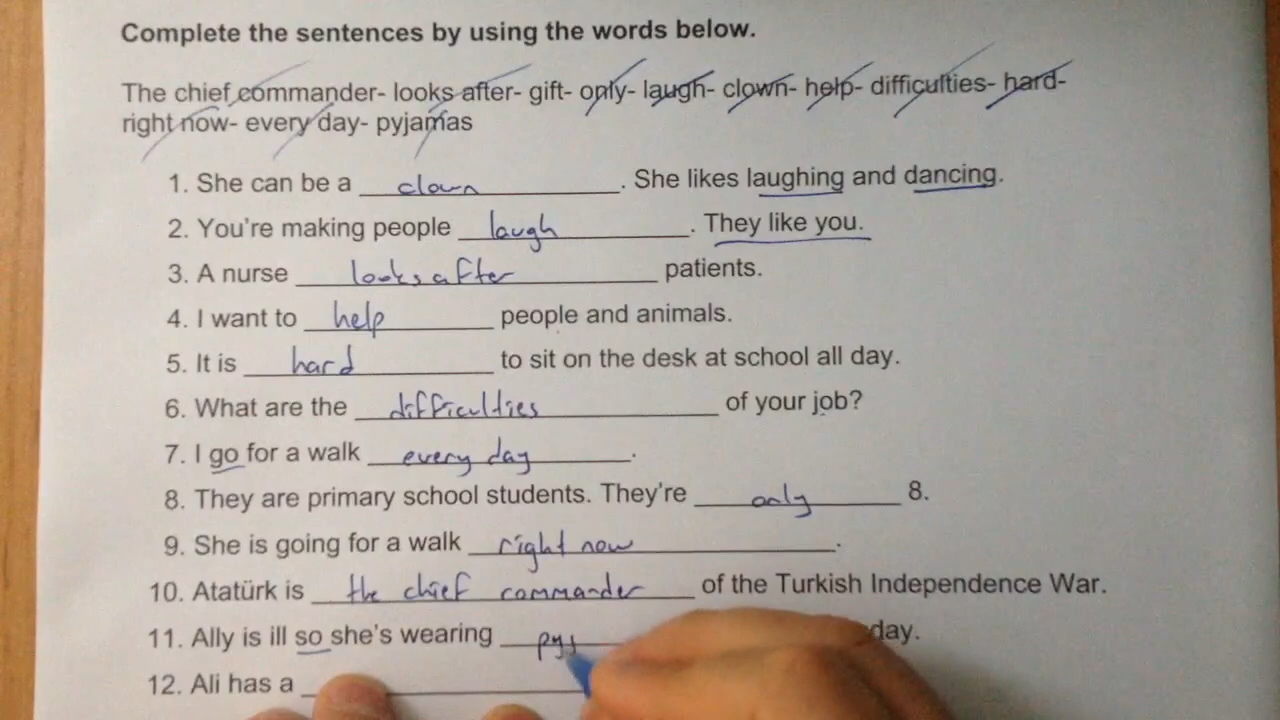 Complete the sentences by using the words below.
The chief commander- looks after- gift- only- laugh- clown- help- difficulties- hard-
right now- every day- pyjamas
1. She can be a clown. She likes laughing and dancing.
2. You're making people laugh. They like you.
3. A nurse looks after patients.
4. I want to help people and animals.
5. It is hard to sit on the desk at school all day.
6. What are the difficulties of your job?
7. I go for a walk every day.
8. They are primary school students. They're only 8.
9. She is going for a walk right now.
10. Atatürk is the chief commander of the Turkish Independence War.
11. Ally is ill so she's wearing pyj day.
12. Ali has a